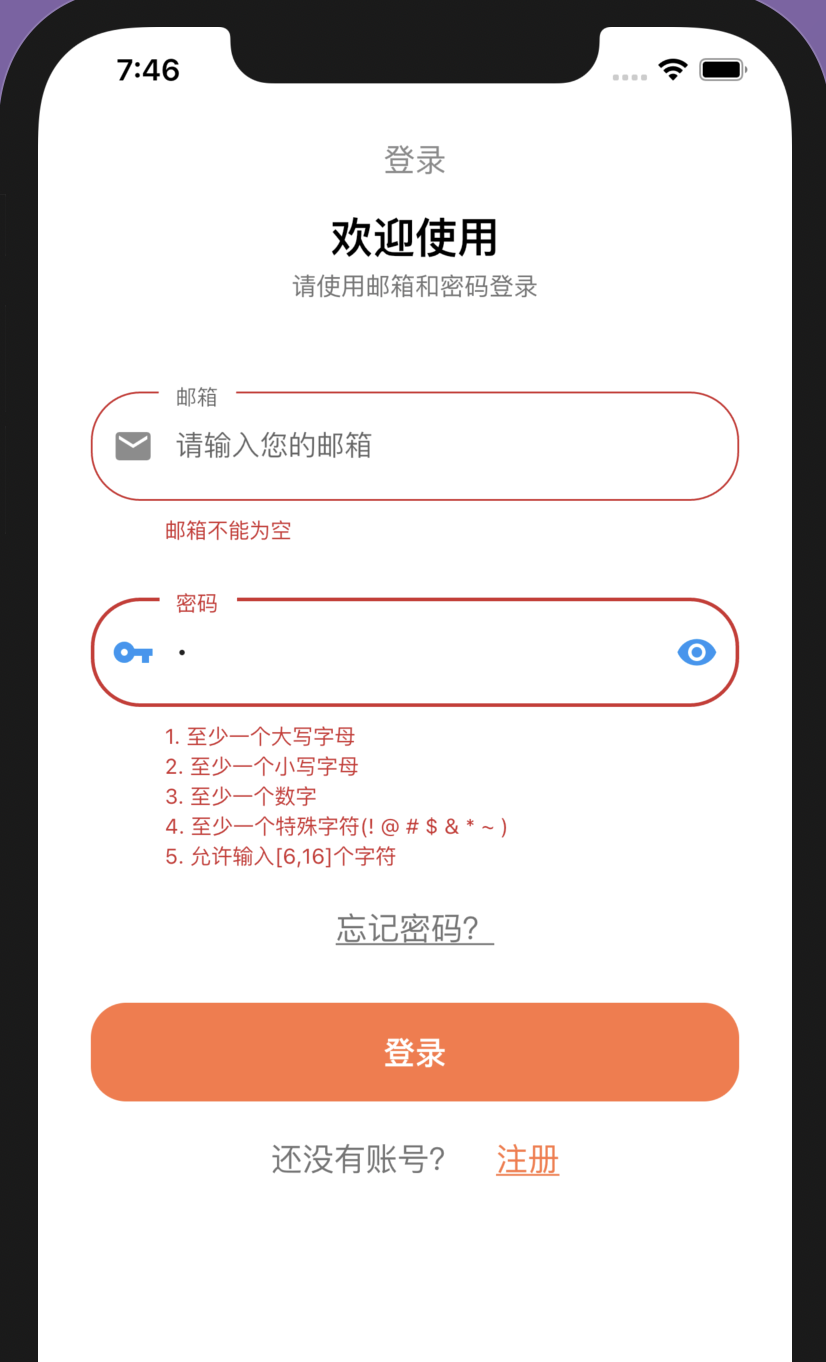 7:46
登录
欢迎使用
请使用邮箱和密码登录
邮箱
请输入您的邮箱
邮箱不能为空
密码
1. 至少一个大写字母
2. 至少一个小写字母
3. 至少一个数字
4. 至少一个特殊字符(! @ # $ & * ~ )
5. 允许输入[6,16]个字符
忘记密码?
登录
还没有账号? 注册